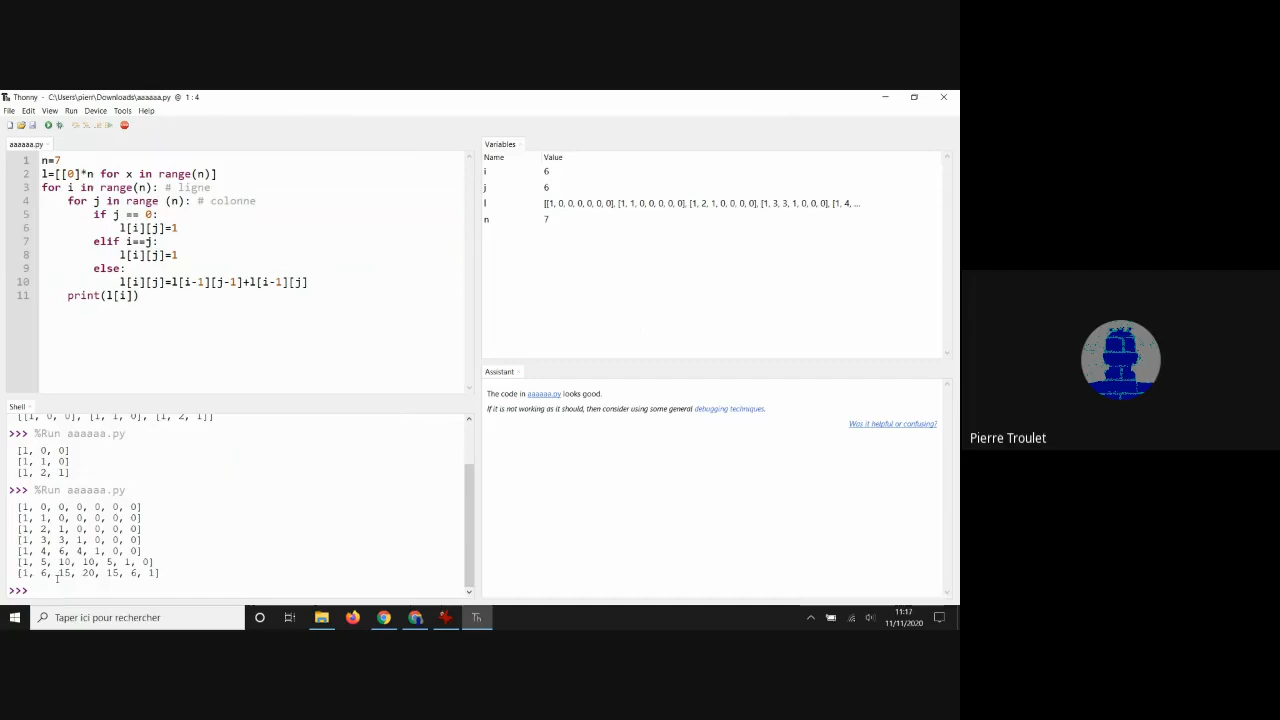 Thonny - C:\Users\pierr\Downloads\aaaaaa.py @ 1 : 4
File Edit View Run Device Tools Help
aaaaaa.py
1 n=7
2 l=[[0]*n for x in range(n)]
3 for i in range(n): # ligne
4 for j in range (n): # colonne
5 if j == 0:
6 l[i][j]=1
7 elif i==j:
8 l[i][j]=1
9 else:
10 l[i][j]=l[i-1][j-1]+l[i-1][j]
11 print(l[i])
Variables
Name Value
i 6
j 6
l [[1, 0, 0, 0, 0, 0, 0], [1, 1, 0, 0, 0, 0, 0], [1, 2, 1, 0, 0, 0, 0], [1, 3, 3, 1, 0, 0, 0], [1, 4, ...
n 7
Assistant
The code in aaaaaa.py looks good.
If it is not working as it should, then consider using some general debugging techniques.
Was it helpful or confusing?
Shell
[[1, 0, 0], [1, 1, 0], [1, 2, 1]]
>>> %Run aaaaaa.py
[1, 0, 0]
[1, 1, 0]
[1, 2, 1]
>>> %Run aaaaaa.py
[1, 0, 0, 0, 0, 0, 0]
[1, 1, 0, 0, 0, 0, 0]
[1, 2, 1, 0, 0, 0, 0]
[1, 3, 3, 1, 0, 0, 0]
[1, 4, 6, 4, 1, 0, 0]
[1, 5, 10, 10, 5, 1, 0]
[1, 6, 15, 20, 15, 6, 1]
>>>
Taper ici pour rechercher
Th
11:17
11/11/2020
Pierre Troulet